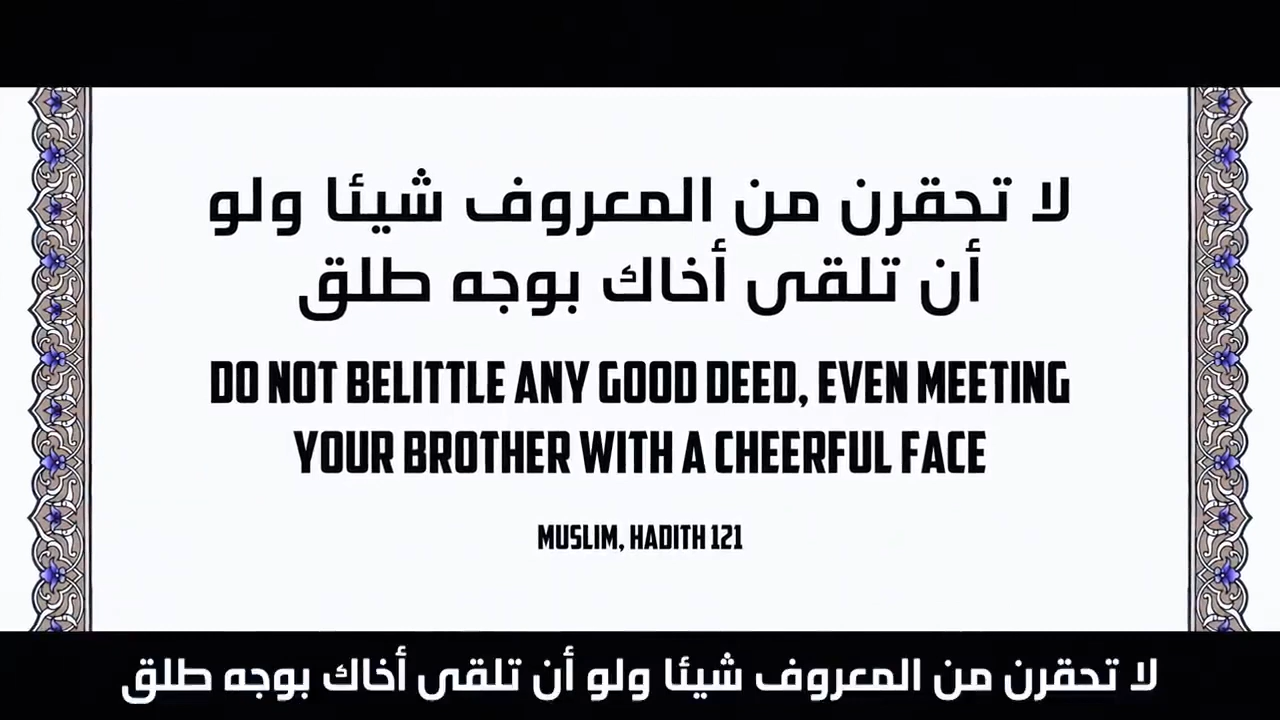 لا تحقرن من المعروف شيئا ولو
أن تلقى أخاك بوجه طلق
DO NOT BELITTLE ANY GOOD DEED, EVEN MEETING
YOUR BROTHER WITH A CHEERFUL FACE
MUSLIM, HADITH 121
لا تحقرن من المعروف شيئا ولو أن تلقى أخاك بوجه طلق